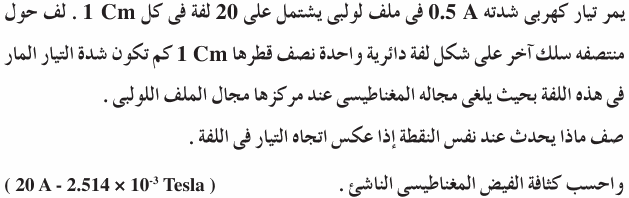 يمر تيار كهربى شدته 0.5 A فى ملف لولبى يشتمل على 20 لفة فى كل 1 Cm . لف حول
منتصفه سلك آخر على شكل لفة دائرية واحدة نصف قطرها 1 Cm كم تكون شدة التيار المار
فى هذه اللفة بحيث يلغى مجاله المغناطيسى عند مركزها مجال الملف اللولبى .
صف ماذا يحدث عند نفس النقطة إذا عكس اتجاه التيار فى اللفة .
واحسب كثافة الفيض المغناطيسى الناشئ . ( 20 A - 2.514 × 10⁻³ Tesla )